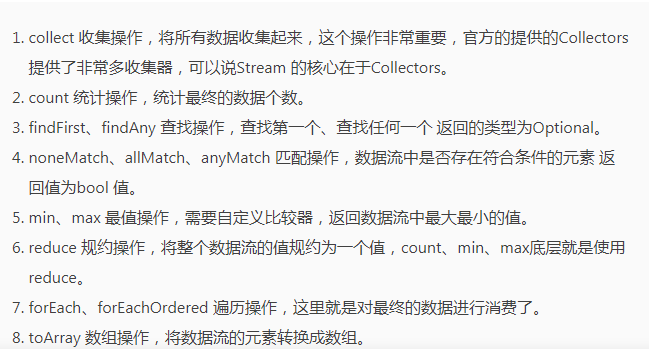 1. collect 收集操作，将所有数据收集起来，这个操作非常重要，官方的提供的Collectors
提供了非常多收集器，可以说Stream 的核心在于Collectors。
2. count 统计操作，统计最终的数据个数。
3. findFirst、findAny 查找操作，查找第一个、查找任何一个 返回的类型为Optional。
4. noneMatch、allMatch、anyMatch 匹配操作，数据流中是否存在符合条件的元素 返
回值为bool 值。
5. min、max 最值操作，需要自定义比较器，返回数据流中最大最小的值。
6. reduce 规约操作，将整个数据流的值规约为一个值，count、min、max底层就是使用
reduce。
7. forEach、forEachOrdered 遍历操作，这里就是对最终的数据进行消费了。
8. toArray 数组操作，将数据流的元素转换成数组。